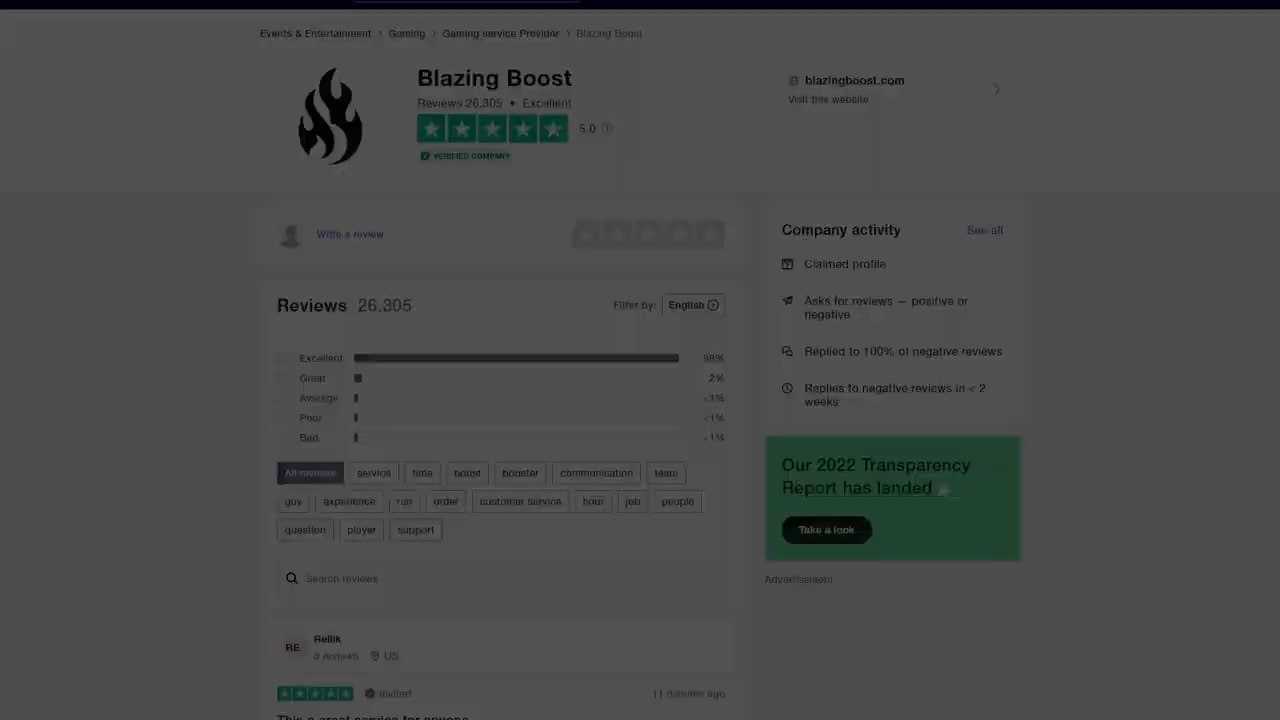 Events & Entertainment > Gaming > Gaming service Provider > Blazing Boost
Blazing Boost
Reviews 26,305 • Excellent
5.0
VERIFIED COMPANY
blazingboost.com
Visit this website
Write a review
Reviews 26,305
Filter by: English
Excellent 98%
Great 2%
Average <1%
Poor <1%
Bad <1%
All reviews service time boost booster communication team
guy experience run order customer service hour job people
question player support
Search reviews
RE
Rellik
3 reviews US
Invited
11 minutes ago
This a great service for anyone
Company activity See all
Claimed profile
Asks for reviews — positive or
negative
Replied to 100% of negative reviews
Replies to negative reviews in < 2
weeks
Our 2022 Transparency
Report has landed
Take a look
Advertisement